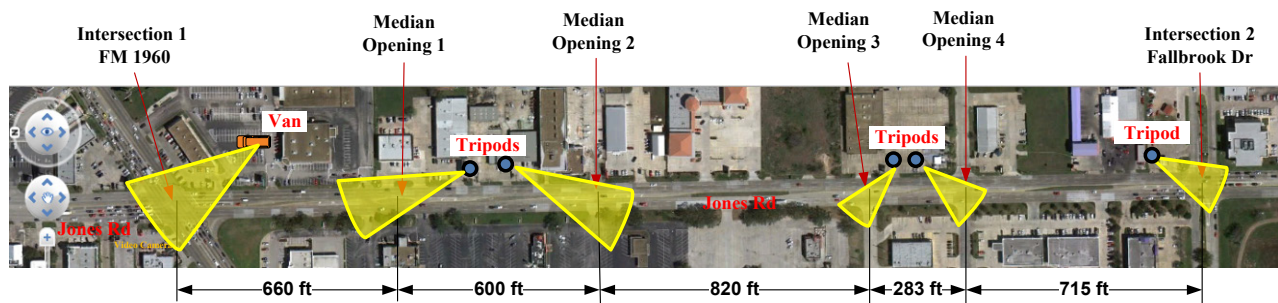 Intersection 1
FM 1960
Median
Opening 1
Median
Opening 2
Median
Opening 3
Median
Opening 4
Intersection 2
Fallbrook Dr
Van
Tripods
Tripods
Tripod
Jones Rd
Jones Rd
Video Camera
N
660 ft
600 ft
820 ft
283 ft
715 ft